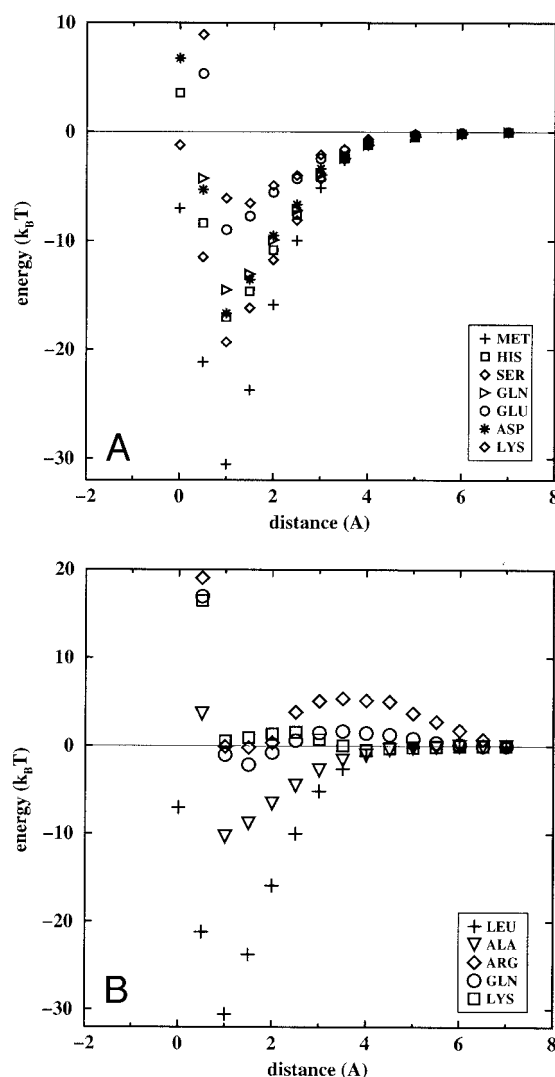 10
0
−10
−20
−30
energy (kBT)
A
MET
HIS
SER
GLN
GLU
ASP
LYS
−2 0 2 4 6 8
distance (A)
20
10
0
−10
−20
−30
energy (kBT)
B
LEU
ALA
ARG
GLN
LYS
−2 0 2 4 6 8
distance (A)